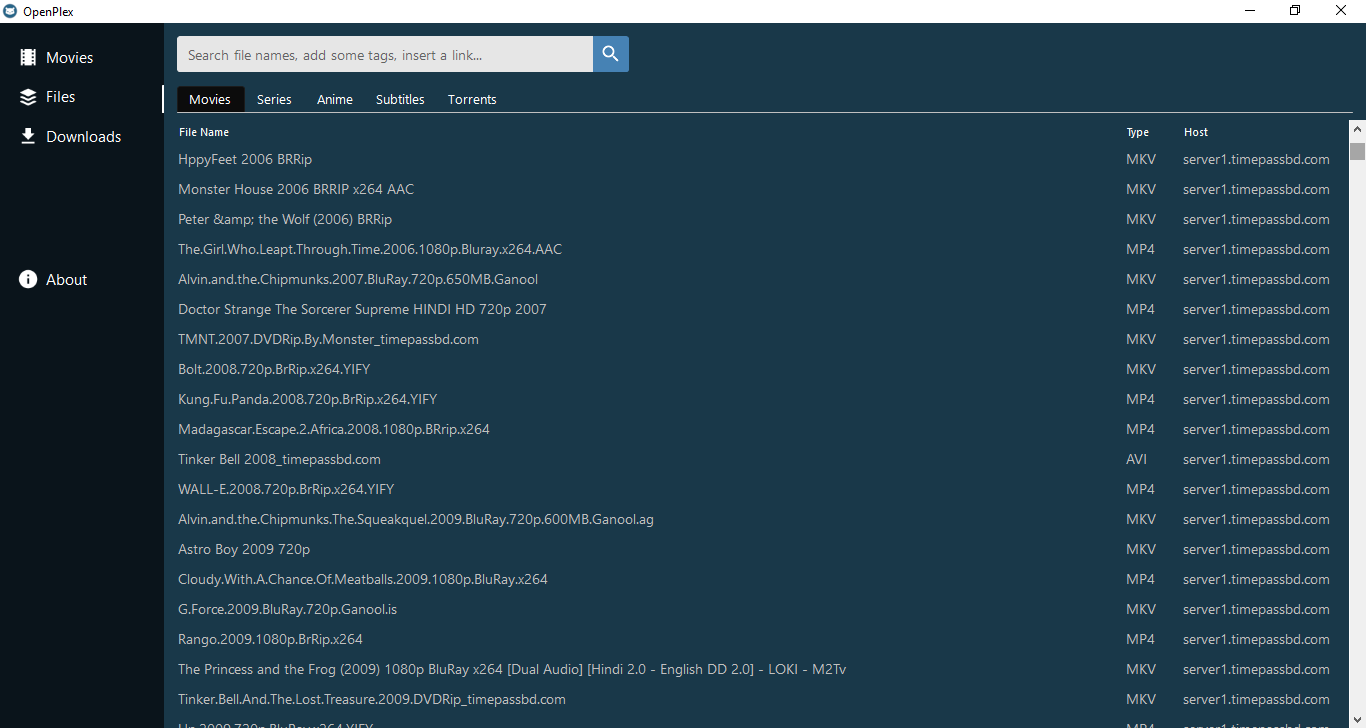 OpenPlex
Movies
Files
Downloads
About
Search file names, add some tags, insert a link...
Movies Series Anime Subtitles Torrents
File Name Type Host
HppyFeet 2006 BRRip MKV server1.timepassbd.com
Monster House 2006 BRRIP x264 AAC MKV server1.timepassbd.com
Peter &amp; the Wolf (2006) BRRip MKV server1.timepassbd.com
The.Girl.Who.Leapt.Through.Time.2006.1080p.Bluray.x264.AAC MP4 server1.timepassbd.com
Alvin.and.the.Chipmunks.2007.BluRay.720p.650MB.Ganool MKV server1.timepassbd.com
Doctor Strange The Sorcerer Supreme HINDI HD 720p 2007 MP4 server1.timepassbd.com
TMNT.2007.DVDRip.By.Monster_timepassbd.com MKV server1.timepassbd.com
Bolt.2008.720p.BrRip.x264.YIFY MKV server1.timepassbd.com
Kung.Fu.Panda.2008.720p.BrRip.x264.YIFY MP4 server1.timepassbd.com
Madagascar.Escape.2.Africa.2008.1080p.BRrip.x264 MP4 server1.timepassbd.com
Tinker Bell 2008_timepassbd.com AVI server1.timepassbd.com
WALL-E.2008.720p.BrRip.x264.YIFY MP4 server1.timepassbd.com
Alvin.and.the.Chipmunks.The.Squeakquel.2009.BluRay.720p.600MB.Ganool.ag MKV server1.timepassbd.com
Astro Boy 2009 720p MKV server1.timepassbd.com
Cloudy.With.A.Chance.Of.Meatballs.2009.1080p.BluRay.x264 MP4 server1.timepassbd.com
G.Force.2009.BluRay.720p.Ganool.is MKV server1.timepassbd.com
Rango.2009.1080p.BrRip.x264 MP4 server1.timepassbd.com
The Princess and the Frog (2009) 1080p BluRay x264 [Dual Audio] [Hindi 2.0 - English DD 2.0] - LOKI - M2Tv MKV server1.timepassbd.com
Tinker.Bell.And.The.Lost.Treasure.2009.DVDRip_timepassbd.com MKV server1.timepassbd.com